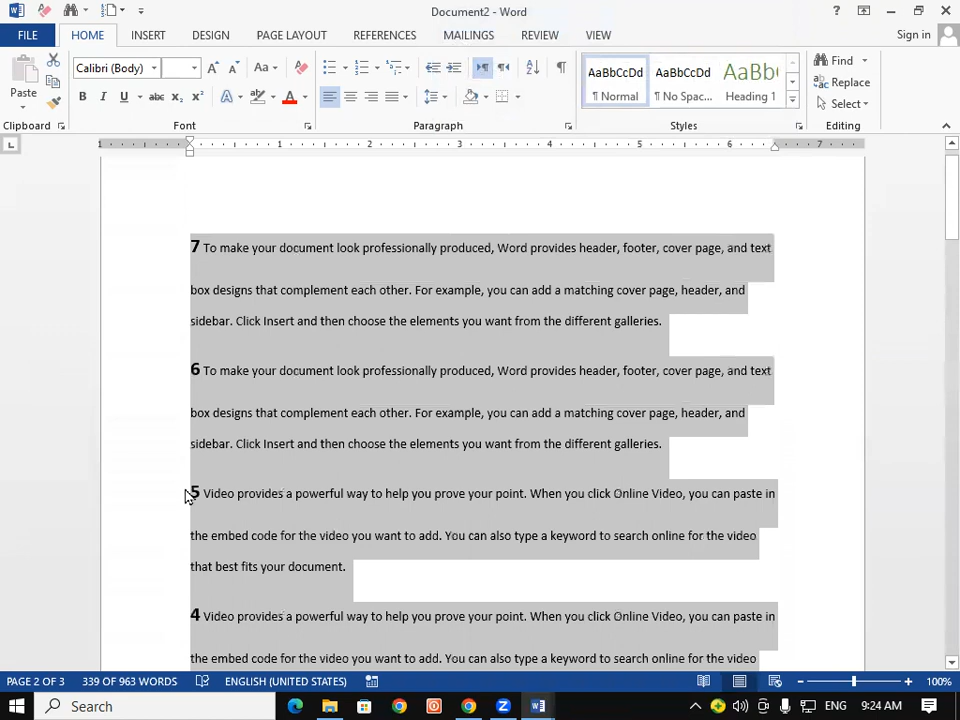 Document2 - Word
FILE HOME INSERT DESIGN PAGE LAYOUT REFERENCES MAILINGS REVIEW VIEW Sign in
Paste
Calibri (Body)
AaBbCcDd AaBbCcDd AaBbC
¶ Normal ¶ No Spac... Heading 1
Find
Replace
Select
Clipboard Font Paragraph Styles Editing
1 1 2 3 4 5 6 7
7 To make your document look professionally produced, Word provides header, footer, cover page, and text
box designs that complement each other. For example, you can add a matching cover page, header, and
sidebar. Click Insert and then choose the elements you want from the different galleries.
6 To make your document look professionally produced, Word provides header, footer, cover page, and text
box designs that complement each other. For example, you can add a matching cover page, header, and
sidebar. Click Insert and then choose the elements you want from the different galleries.
5 Video provides a powerful way to help you prove your point. When you click Online Video, you can paste in
the embed code for the video you want to add. You can also type a keyword to search online for the video
that best fits your document.
4 Video provides a powerful way to help you prove your point. When you click Online Video, you can paste in
the embed code for the video you want to add. You can also type a keyword to search online for the video
PAGE 2 OF 3 339 OF 963 WORDS ENGLISH (UNITED STATES) 100%
Search ENG 9:24 AM